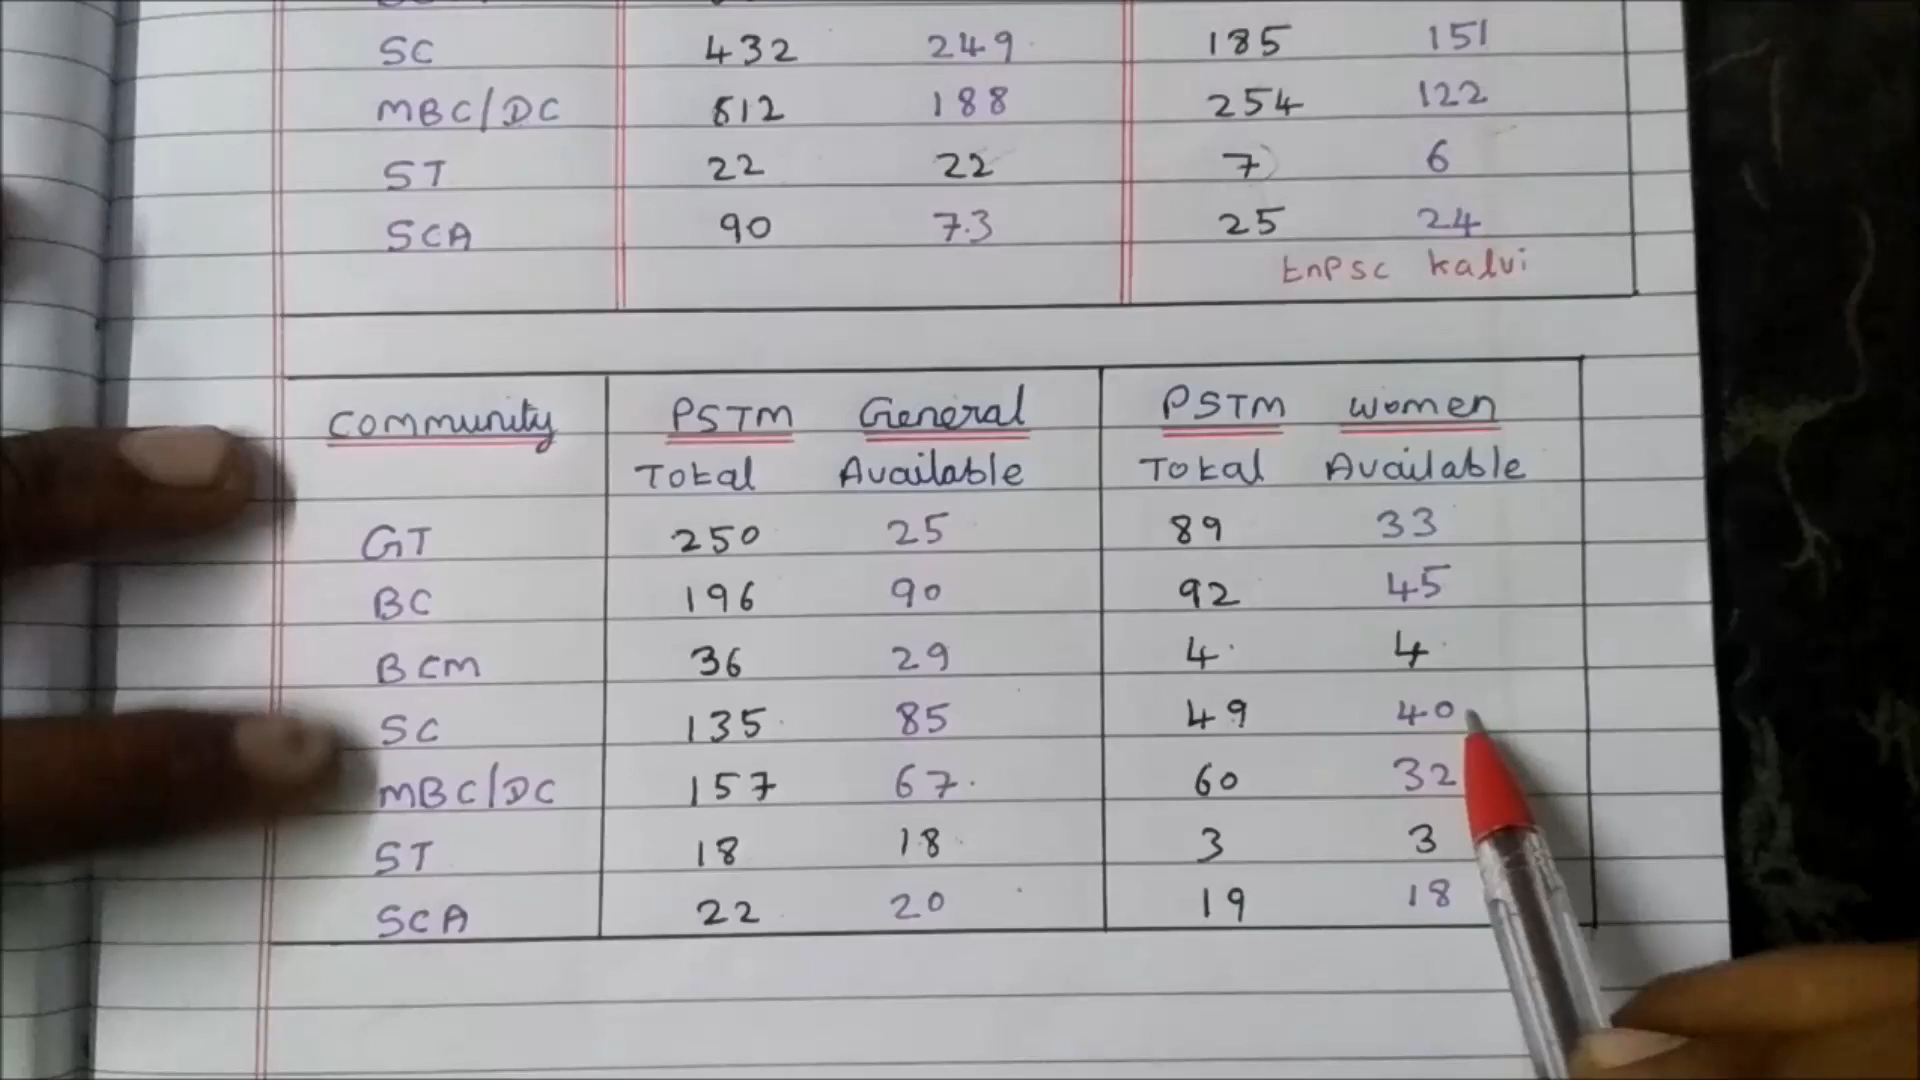 SC 432 249 185 151
MBC/DC 512 188 254 122
ST 22 22 7 6
SCA 90 73 25 24
tnpsc kalvi
Community PSTM General PSTM women
Total Available Total Available
GT 250 25 89 33
BC 196 90 92 45
BCM 36 29 4 4
SC 135 85 49 40
MBC/DC 157 67 60 32
ST 18 18 3 3
SCA 22 20 19 18